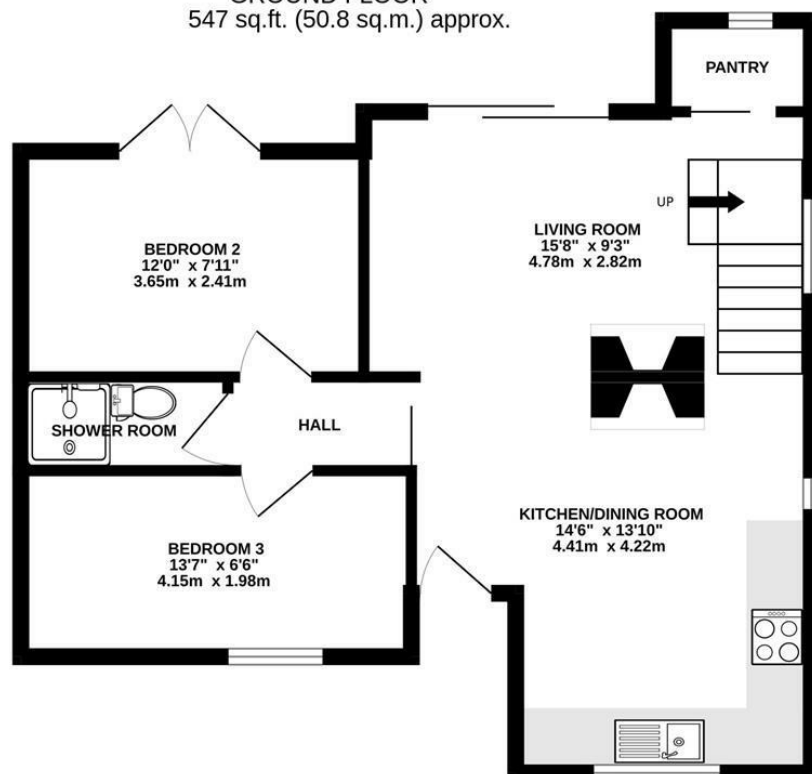 GROUND FLOOR
547 sq.ft. (50.8 sq.m.) approx.
PANTRY
UP
LIVING ROOM
15'8" x 9'3"
4.78m x 2.82m
BEDROOM 2
12'0" x 7'11"
3.65m x 2.41m
SHOWER ROOM
HALL
KITCHEN/DINING ROOM
14'6" x 13'10"
4.41m x 4.22m
BEDROOM 3
13'7" x 6'6"
4.15m x 1.98m